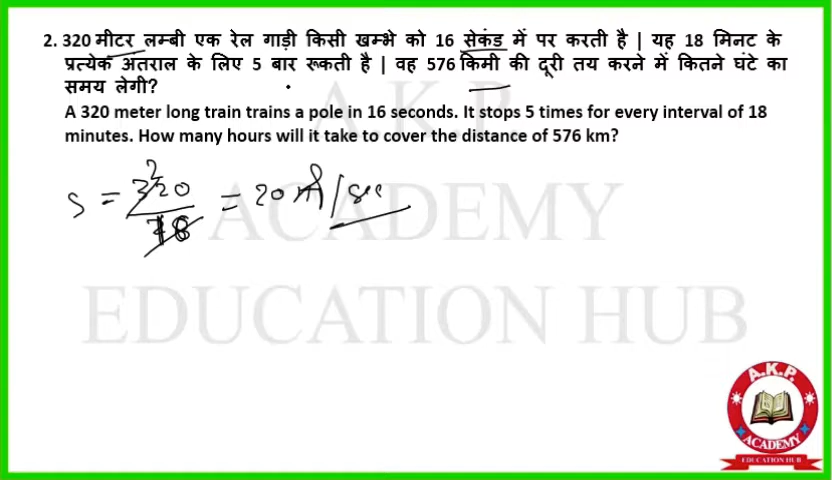 2. 320 मीटर लम्बी एक रेल गाड़ी किसी खम्भे को 16 सेकंड में पर करती है | यह 18 मिनट के
प्रत्येक अंतराल के लिए 5 बार रूकती है | वह 576 किमी की दूरी तय करने में कितने घंटे का
समय लेगी?
A 320 meter long train trains a pole in 16 seconds. It stops 5 times for every interval of 18
minutes. How many hours will it take to cover the distance of 576 km?
2
S = 320 = 20 m/sec
A.K.P.
ACADEMY
EDUCATION HUB
A.K.P.
ACADEMY
EDUCATION HUB